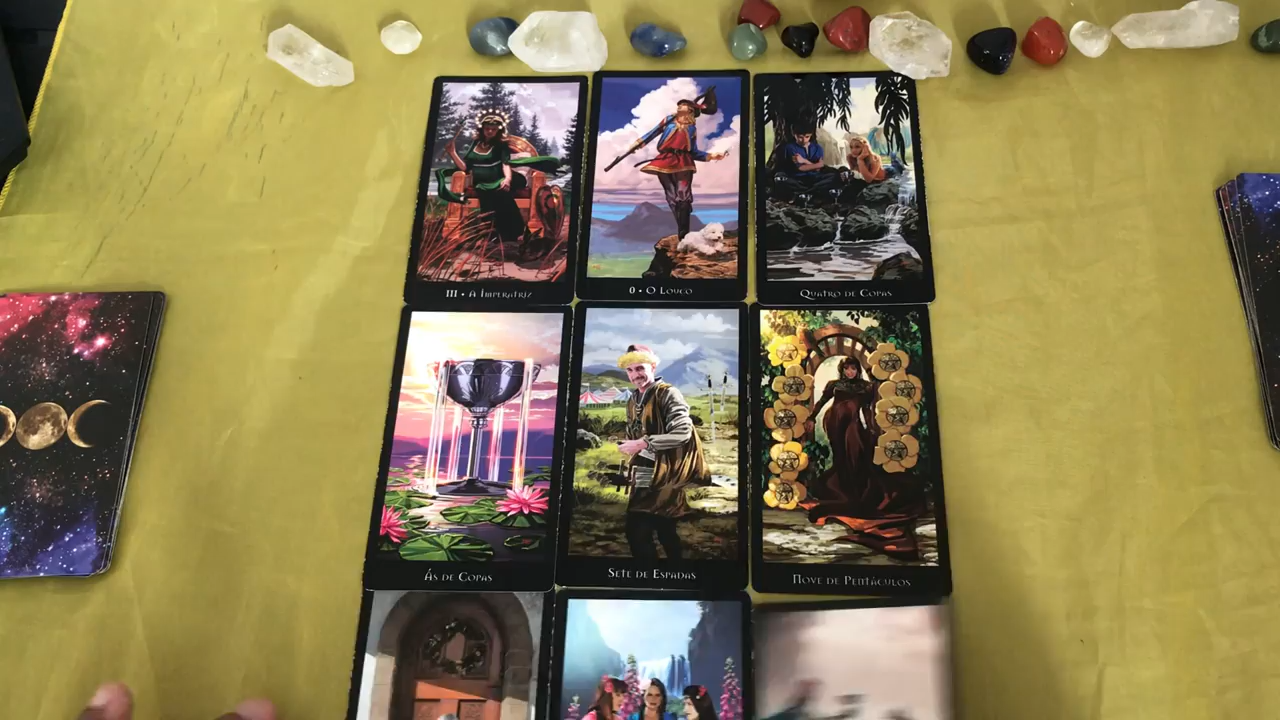 III • A Imperatriz
0 • O Louco
Quatro de Copas
Ás de Copas
Sete de Espadas
Nove de Pentáculos